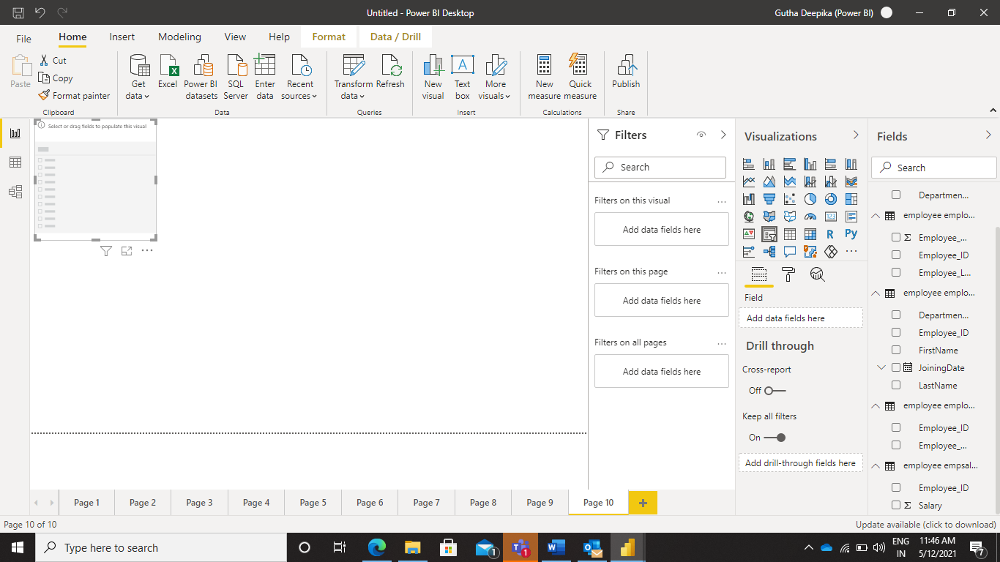 Untitled - Power BI Desktop
Gutha Deepika (Power BI)
File
Home
Insert
Modeling
View
Help
Format
Data / Drill
Paste
Cut
Copy
Format painter
Clipboard
Get data
Excel
Power BI datasets
SQL Server
Enter data
Recent sources
Data
Transform data
Refresh
Queries
New visual
Text box
More visuals
Insert
New measure
Quick measure
Calculations
Publish
Share
Select or drag fields to populate this visual
Filters
Search
Filters on this visual
...
Add data fields here
Filters on this page
...
Add data fields here
Filters on all pages
...
Add data fields here
Visualizations
123
R
Py
...
Field
Add data fields here
Drill through
Cross-report
Off
Keep all filters
On
Add drill-through fields here
Fields
Search
Departmen...
employee emplo...
Σ Employee_...
Employee_ID
Employee_L...
employee emplo...
Departmen...
Employee_ID
FirstName
JoiningDate
LastName
employee emplo...
Employee_ID
Employee_...
employee empsal...
Employee_ID
Σ Salary
Page 1
Page 2
Page 3
Page 4
Page 5
Page 6
Page 7
Page 8
Page 9
Page 10
+
Page 10 of 10
Update available (click to download)
Type here to search
1
1
ENG
IN
11:46 AM
5/12/2021
7